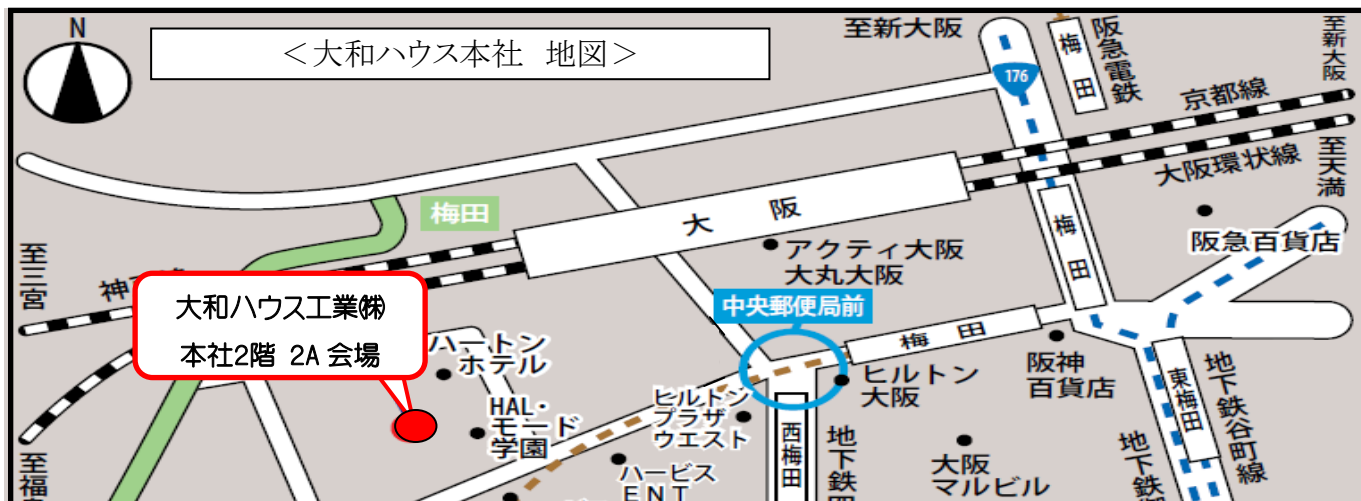 N
＜大和ハウス本社 地図＞
至新大阪
176
梅田
阪急電鉄
至新大阪
京都線
大阪環状線
至天満
梅田
大阪
梅田
阪急百貨店
至三宮
アクティ大阪
大丸大阪
大和ハウス工業㈱
本社2階 2A 会場
中央郵便局前
梅田
ハートン
ホテル
ヒルトン
大阪
阪神
百貨店
東梅田
地下鉄谷町線
HAL・
モード
学園
ヒルトン
プラザ
ウエスト
西梅田
地下鉄
大阪
マルビル
地下鉄
ハービス
ENT
至福